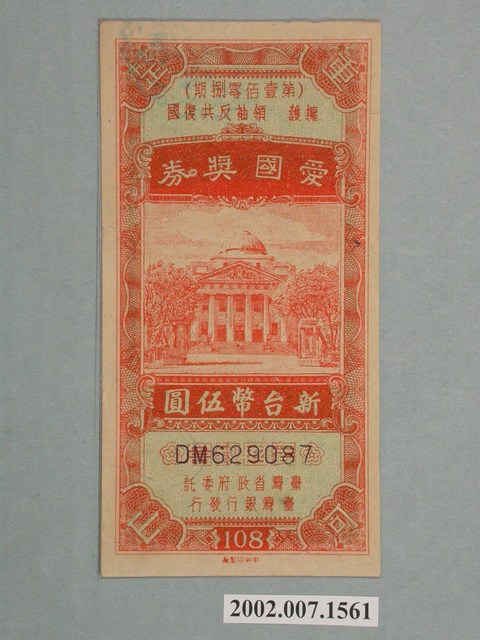 (第壹佰零捌期)
擁護 領袖反共復國
愛國獎券
新台幣伍圓
DM629087
臺灣省政府委託
臺灣銀行發行
108
2002.007.1561